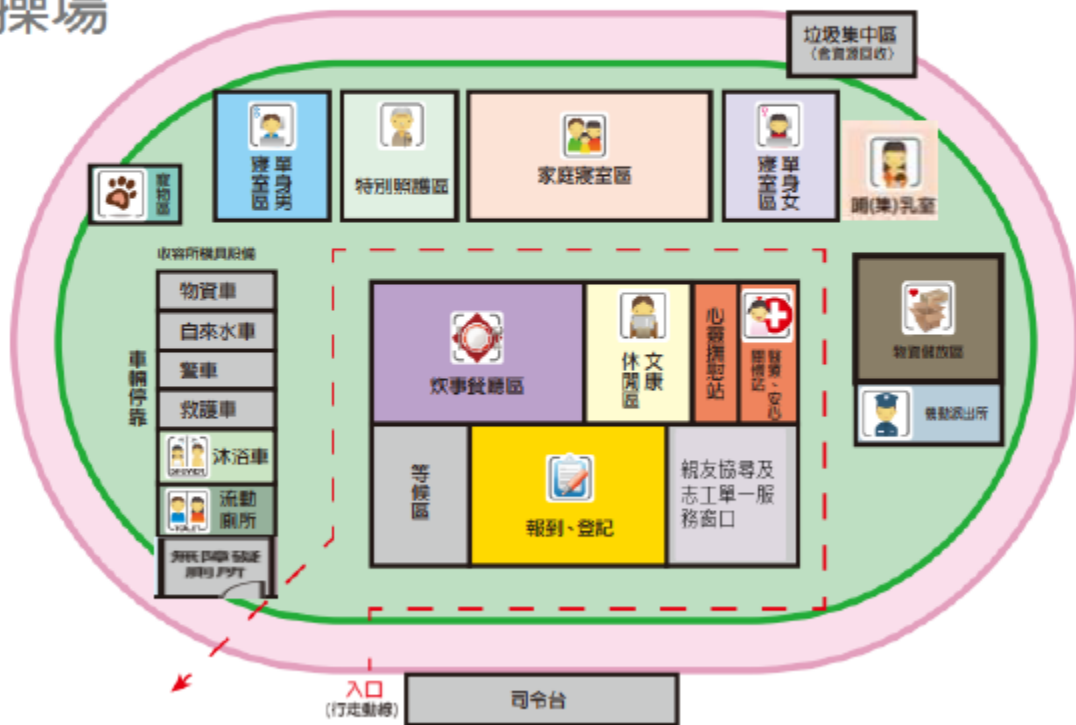 操場
垃圾集中區
(含資源回收)
單身男
寢室區
特別照護區
家庭寢室區
單身女
寢室區
哺(集)乳室
寵物區
收容所機具設備
物資車
自來水車
警車
救護車
沐浴車
流動
廁所
無障礙
廁所
車輛停靠
炊事餐廳區
文康
休閒區
心靈撫慰站
醫療、安心
關懷站
物資儲放區
機動派出所
等候區
報到、登記
親友協尋及
志工單一服
務窗口
入口
(行走動線)
司令台